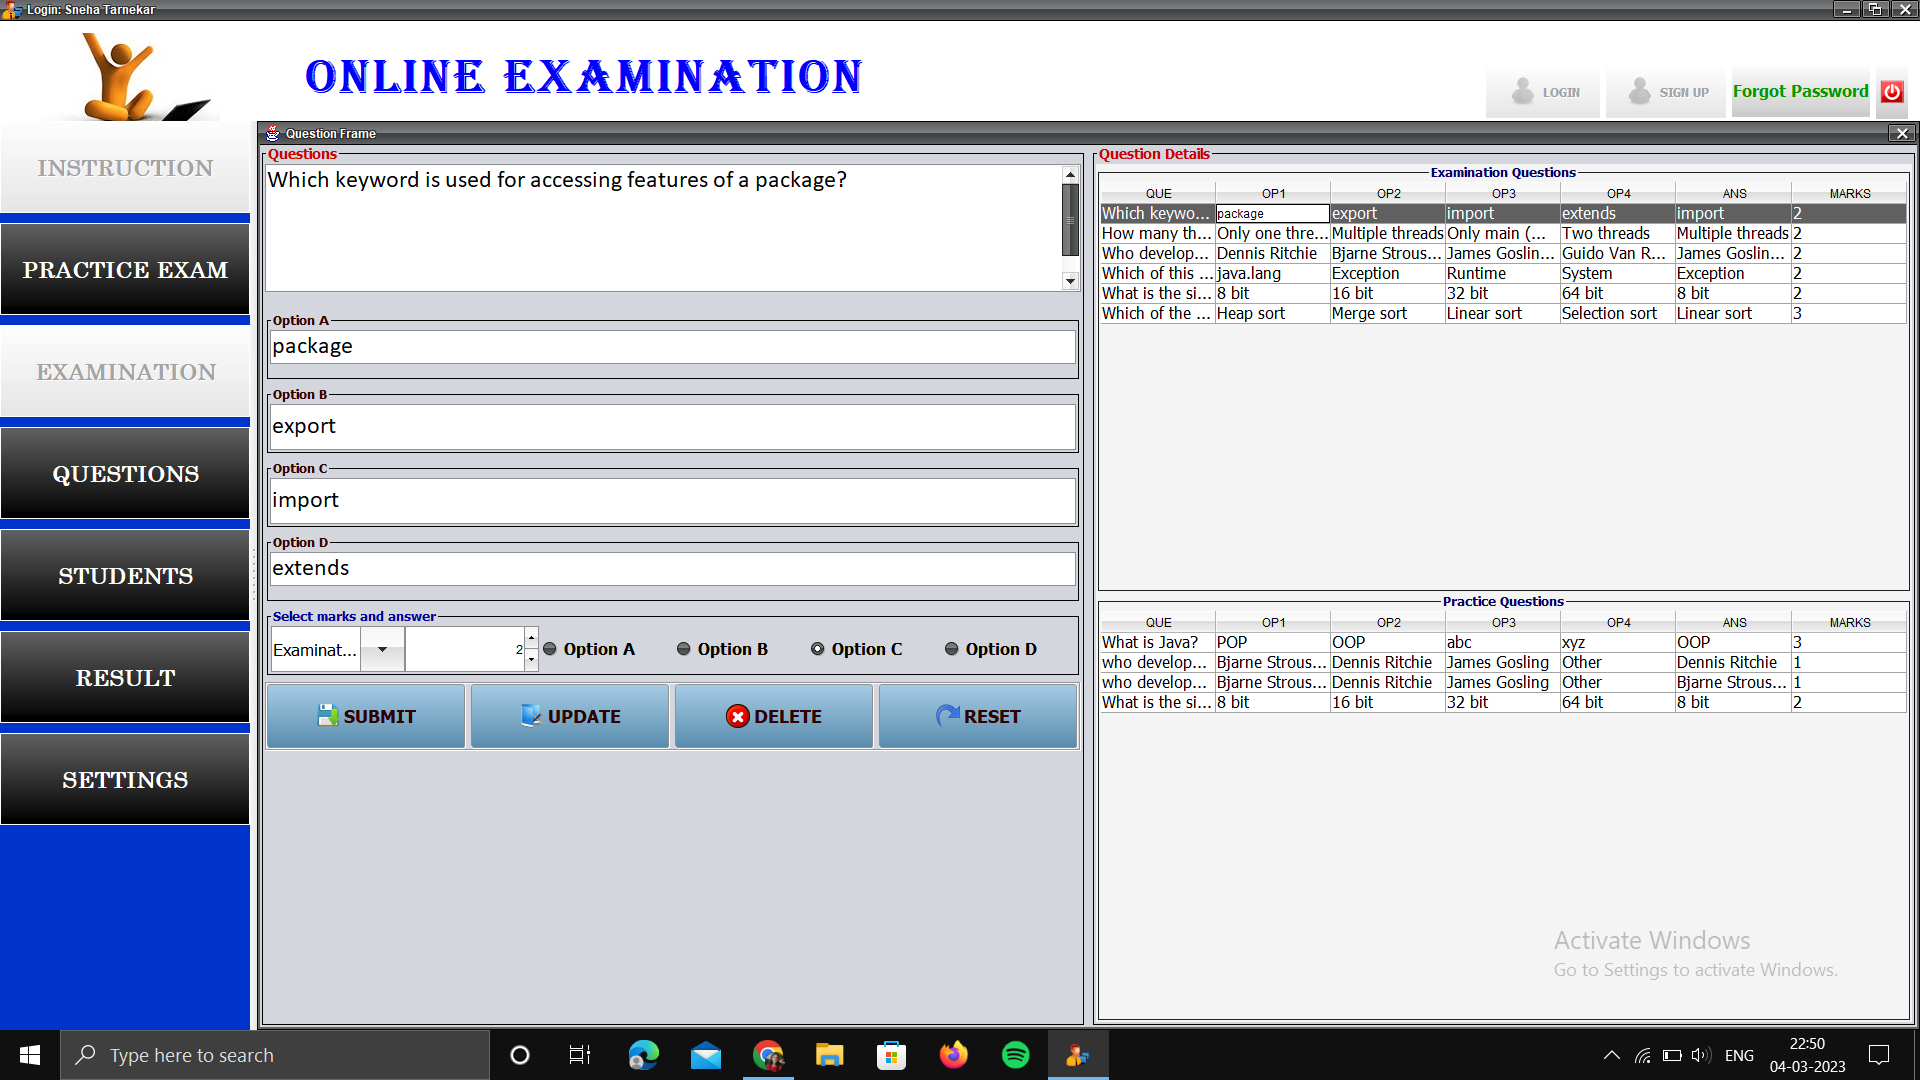 Login: Sneha Tarnekar
ONLINE EXAMINATION
LOGIN
SIGN UP
Forgot Password
INSTRUCTION
PRACTICE EXAM
EXAMINATION
QUESTIONS
STUDENTS
RESULT
SETTINGS
Question Frame
Questions
Which keyword is used for accessing features of a package?
Option A
package
Option B
export
Option C
import
Option D
extends
Select marks and answer
Examinat... 2 Option A Option B Option C Option D
SUBMIT UPDATE DELETE RESET
Question Details
Examination Questions
QUE OP1 OP2 OP3 OP4 ANS MARKS
Which keywo... package export import extends import 2
How many th... Only one thre... Multiple threads Only main (... Two threads Multiple threads 2
Who develop... Dennis Ritchie Bjarne Strous... James Goslin... Guido Van R... James Goslin... 2
Which of this ... java.lang Exception Runtime System Exception 2
What is the si... 8 bit 16 bit 32 bit 64 bit 8 bit 2
Which of the ... Heap sort Merge sort Linear sort Selection sort Linear sort 3
Practice Questions
QUE OP1 OP2 OP3 OP4 ANS MARKS
What is Java? POP OOP abc xyz OOP 3
who develop... Bjarne Strous... Dennis Ritchie James Gosling Other Dennis Ritchie 1
who develop... Bjarne Strous... Dennis Ritchie James Gosling Other Bjarne Strous... 1
What is the si... 8 bit 16 bit 32 bit 64 bit 8 bit 2
Activate Windows
Go to Settings to activate Windows.
Type here to search
ENG
22:50
04-03-2023